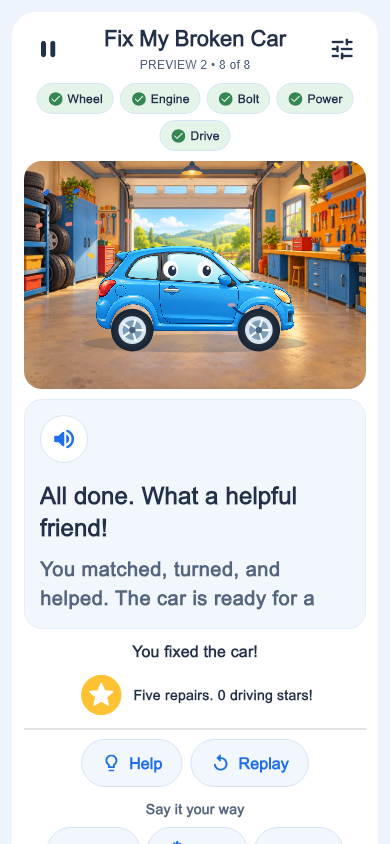 Fix My Broken Car
PREVIEW 2 • 8 of 8
Wheel
Engine
Bolt
Power
Drive
All done. What a helpful
friend!
You matched, turned, and
helped. The car is ready for a
You fixed the car!
Five repairs. 0 driving stars!
Help
Replay
Say it your way